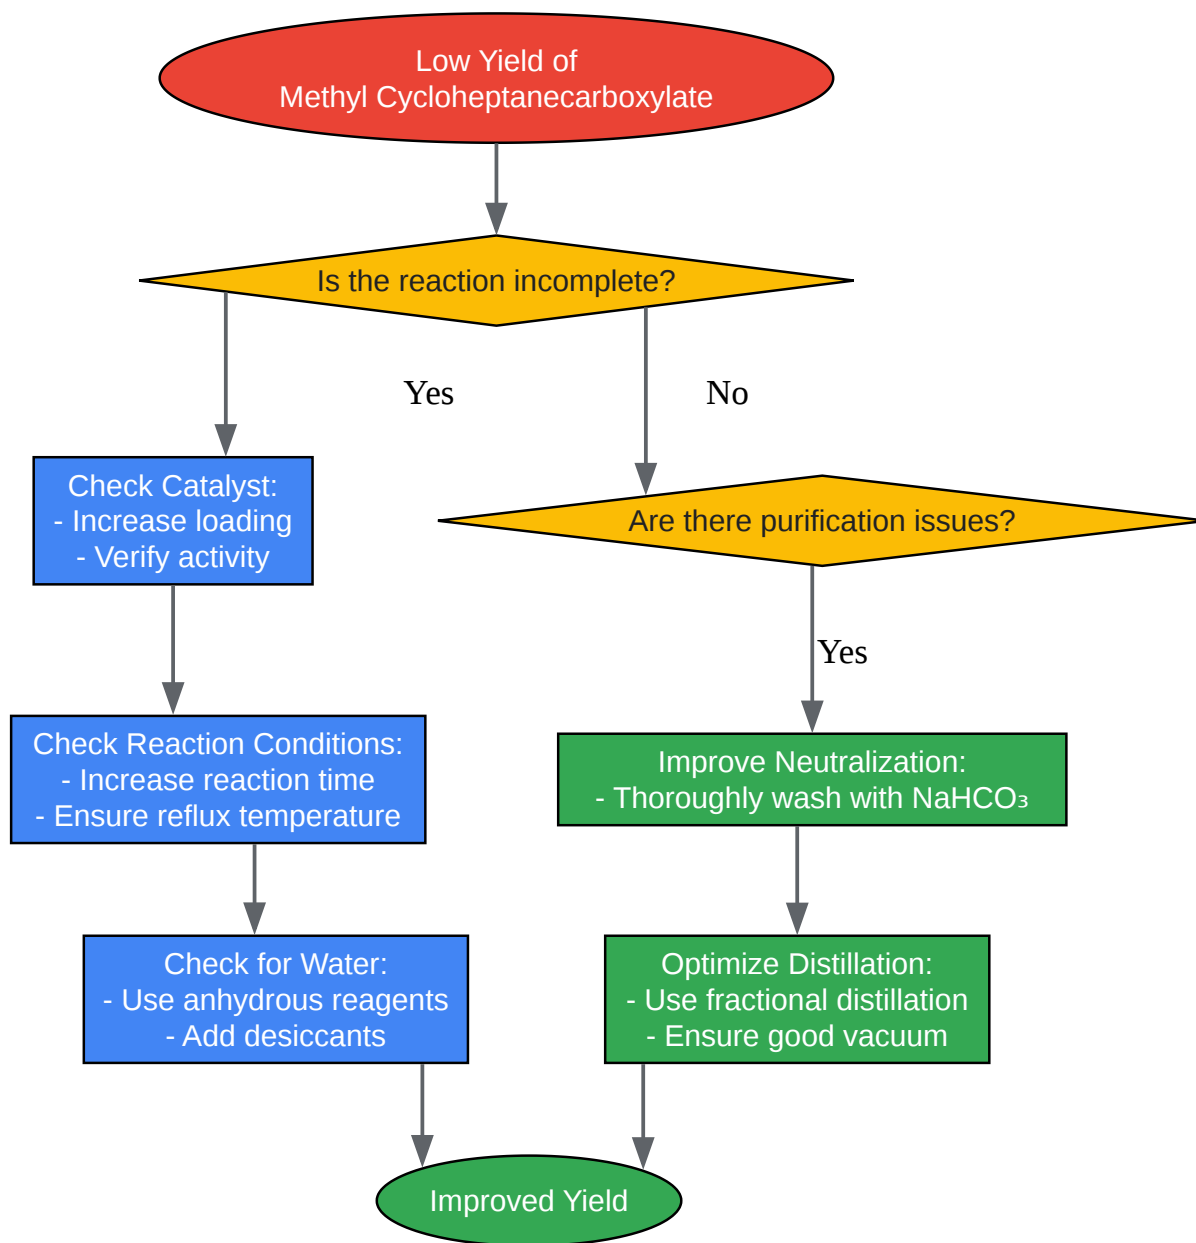 Low Yield of
Methyl Cycloheptanecarboxylate
Is the reaction incomplete?
Yes
No
Check Catalyst:
- Increase loading
- Verify activity
Are there purification issues?
Yes
Check Reaction Conditions:
- Increase reaction time
- Ensure reflux temperature
Improve Neutralization:
- Thoroughly wash with NaHCO₃
Check for Water:
- Use anhydrous reagents
- Add desiccants
Optimize Distillation:
- Use fractional distillation
- Ensure good vacuum
Improved Yield